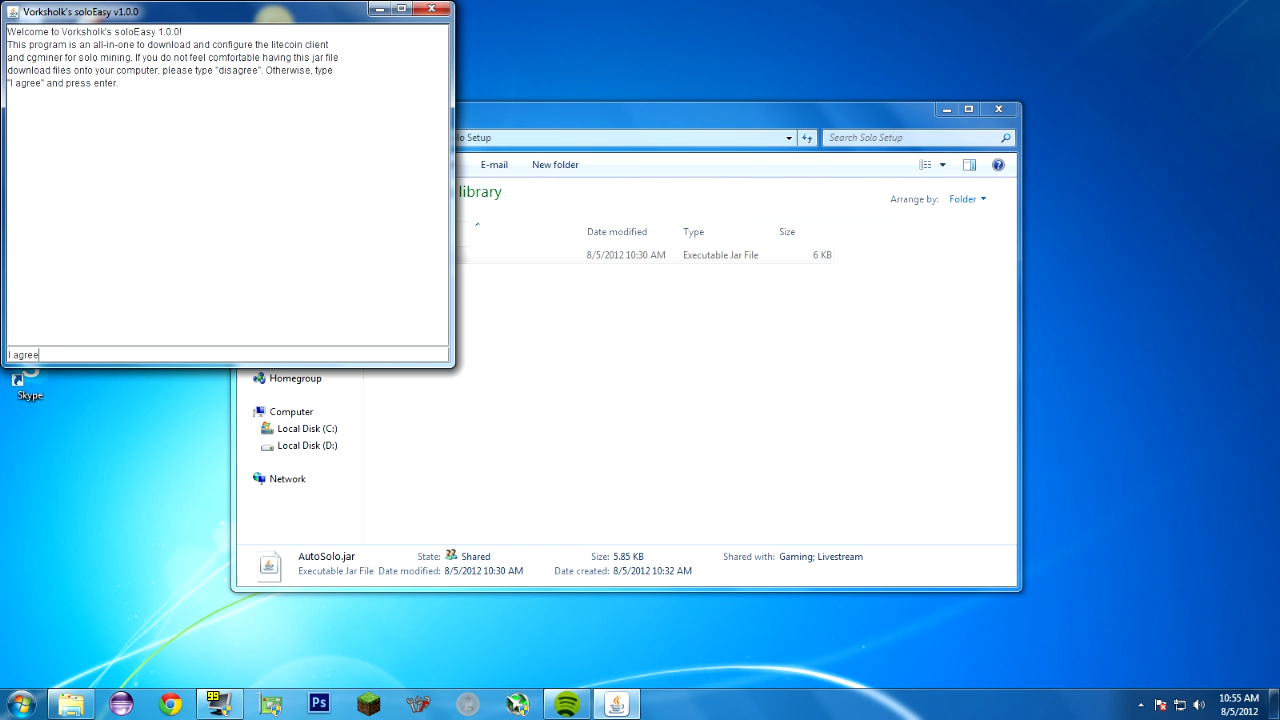 Vorksholk's soloEasy v1.0.0
Welcome to Vorksholk's soloEasy 1.0.0!
This program is an all-in-one to download and configure the litecoin client
and cgminer for solo mining. If you do not feel comfortable having this jar file
download files onto your computer, please type "disagree". Otherwise, type
"I agree" and press enter.
I agree
lo Setup
Search Solo Setup
E-mail New folder
library
Arrange by: Folder
Date modified Type Size
8/5/2012 10:30 AM Executable Jar File 6 KB
Skype
Homegroup
Computer
Local Disk (C:)
Local Disk (D:)
Network
AutoSolo.jar State: Shared Size: 5.85 KB Shared with: Gaming; Livestream
Executable Jar File Date modified: 8/5/2012 10:30 AM Date created: 8/5/2012 10:32 AM
99
Ps
10:55 AM
8/5/2012